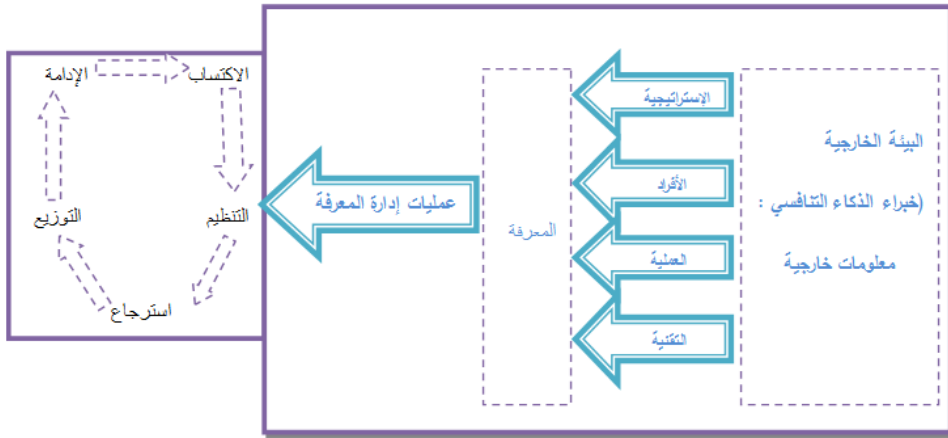 البيئة الخارجية
(خبراء الذكاء التنافسي :
معلومات خارجية
الإستراتيجية
الأفراد
العملية
التقنية
المعرفة
عمليات إدارة المعرفة
الاكتساب
التنظيم
استرجاع
التوزيع
الإدامة